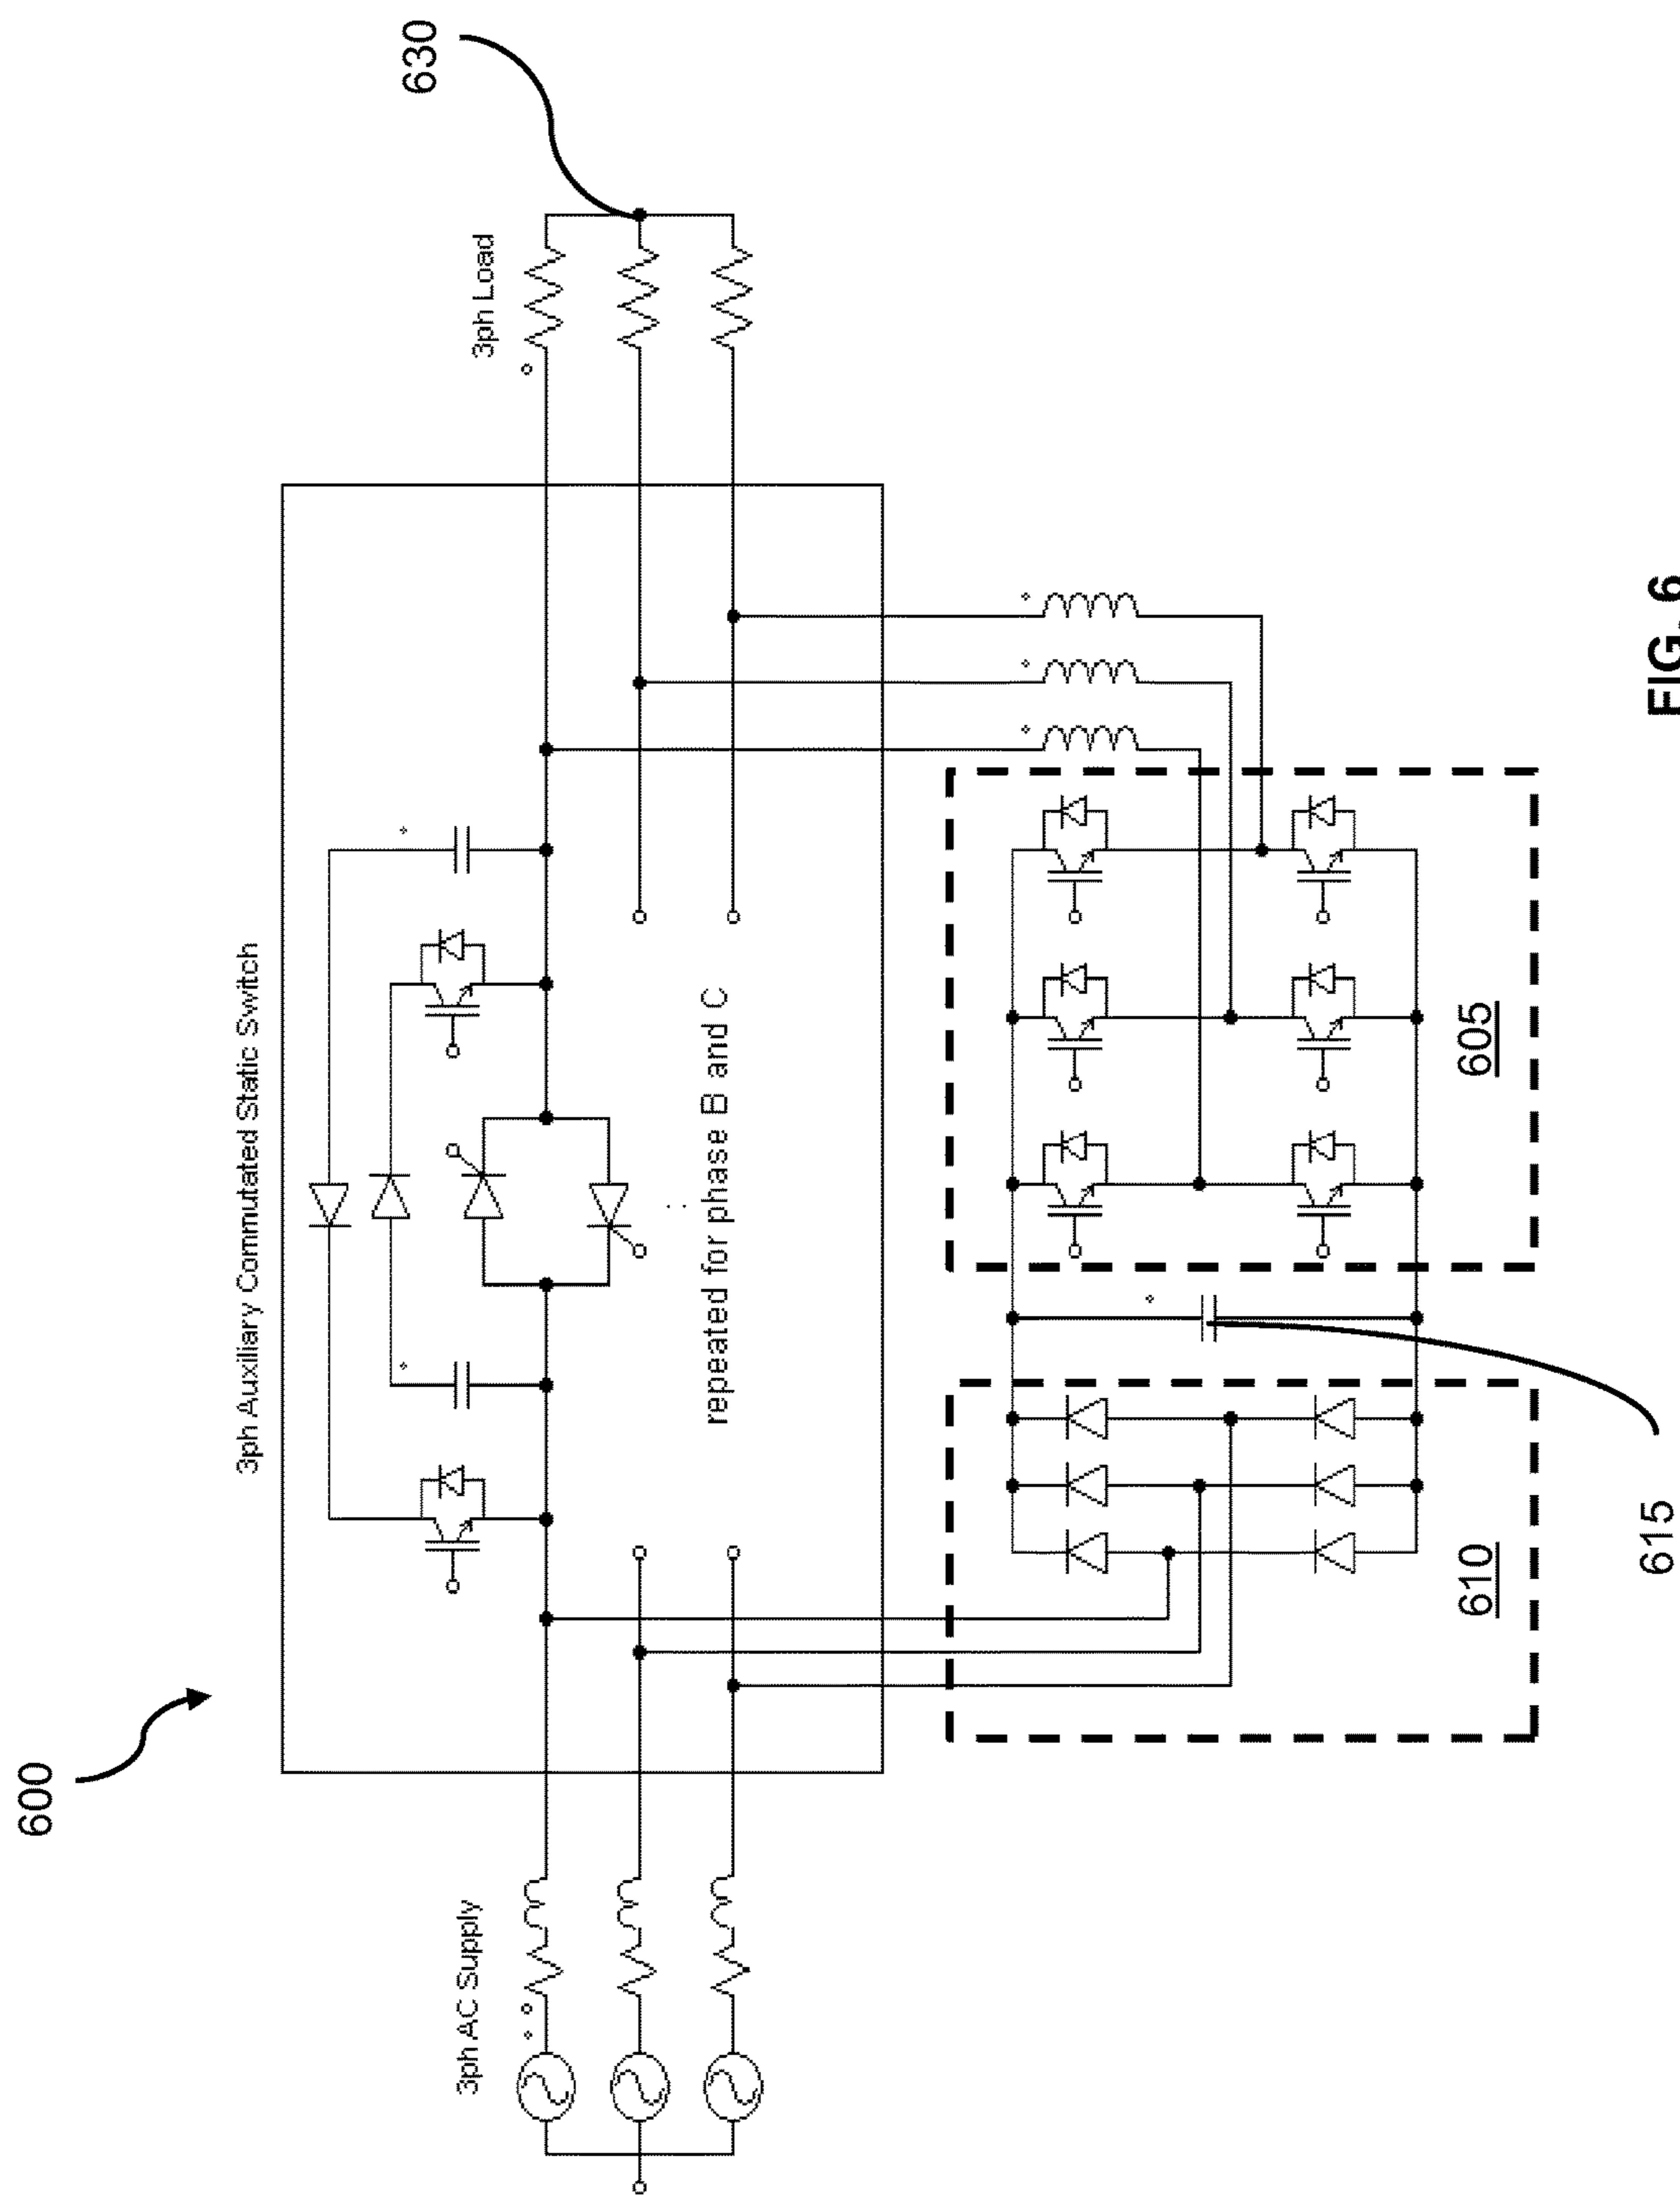 600
630
3ph AC Supply
3ph Auxiliary Commutated Static Switch
3ph Load
repeated for phase B and C
610
605
615
FIG. 6